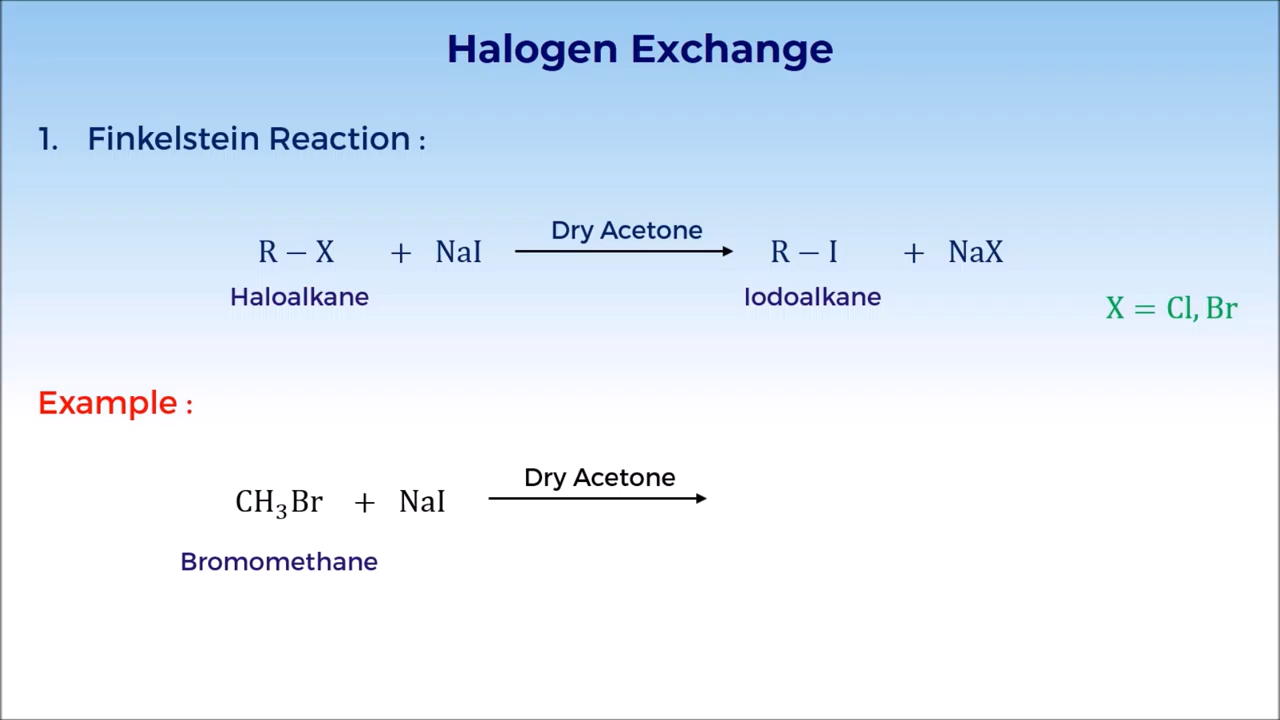 Halogen Exchange
1. Finkelstein Reaction :
Dry Acetone
R − X + NaI R − I + NaX
Haloalkane Iodoalkane
X = Cl, Br
Example :
Dry Acetone
CH₃Br + NaI
Bromomethane